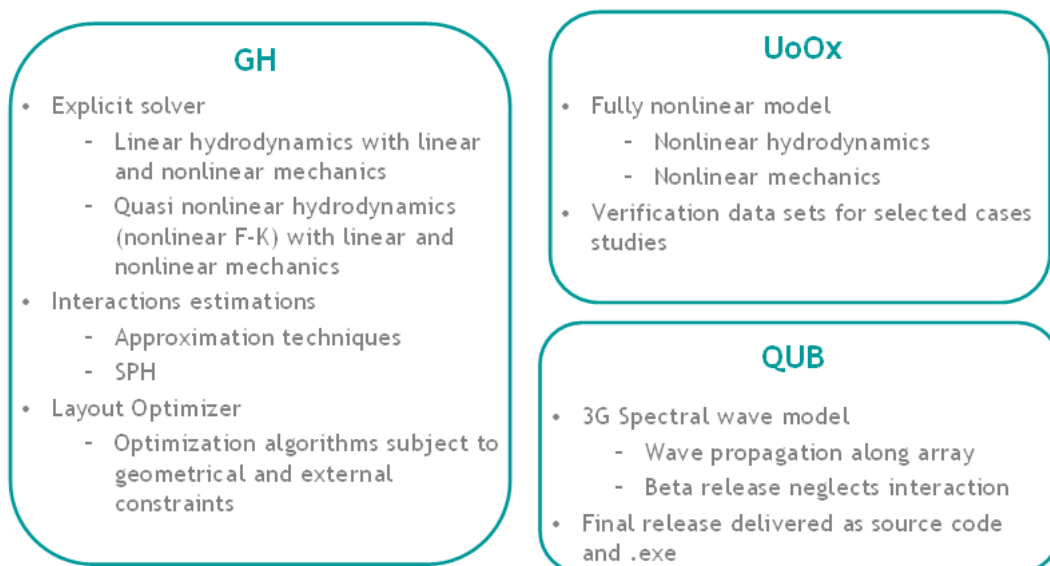 GH
• Explicit solver
- Linear hydrodynamics with linear
and nonlinear mechanics
- Quasi nonlinear hydrodynamics
(nonlinear F-K) with linear and
nonlinear mechanics
• Interactions estimations
- Approximation techniques
- SPH
• Layout Optimizer
- Optimization algorithms subject to
geometrical and external
constraints
UoOx
• Fully nonlinear model
- Nonlinear hydrodynamics
- Nonlinear mechanics
• Verification data sets for selected cases
studies
QUB
• 3G Spectral wave model
- Wave propagation along array
- Beta release neglects interaction
• Final release delivered as source code
and .exe